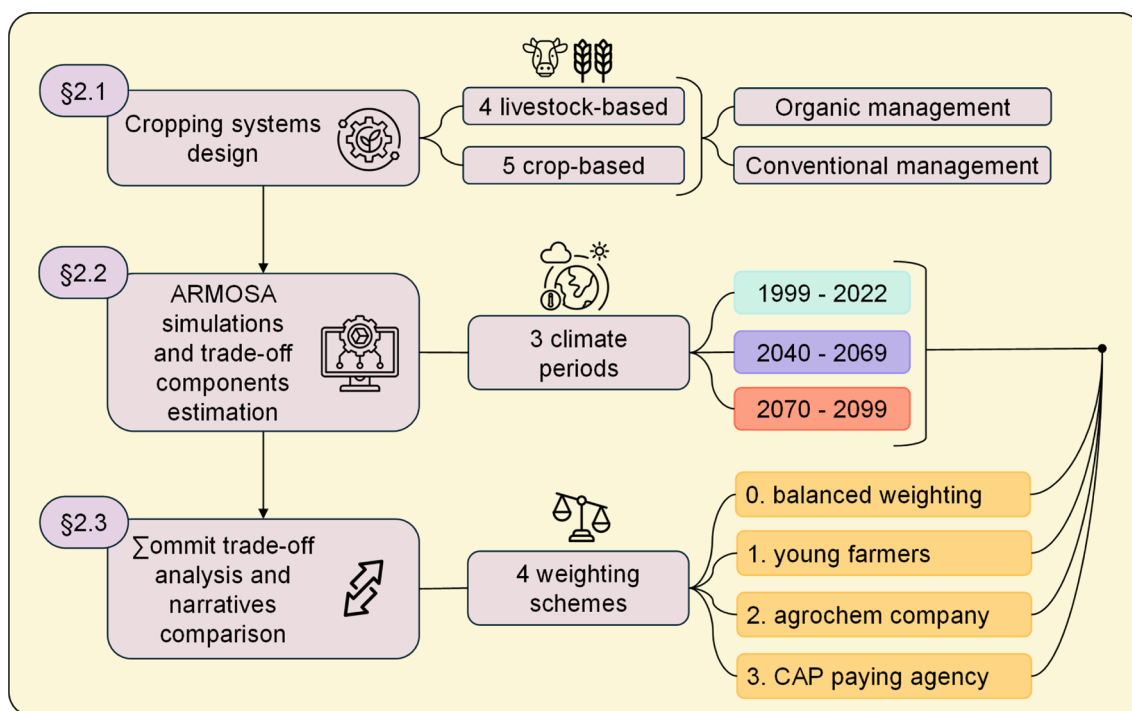 §2.1
Cropping systems
design
4 livestock-based
5 crop-based
Organic management
Conventional management
§2.2
ARMOSA
simulations
and trade-off
components
estimation
3 climate
periods
1999 - 2022
2040 - 2069
2070 - 2099
§2.3
∑ommit trade-off
analysis and
narratives
comparison
4 weighting
schemes
0. balanced weighting
1. young farmers
2. agrochem company
3. CAP paying agency